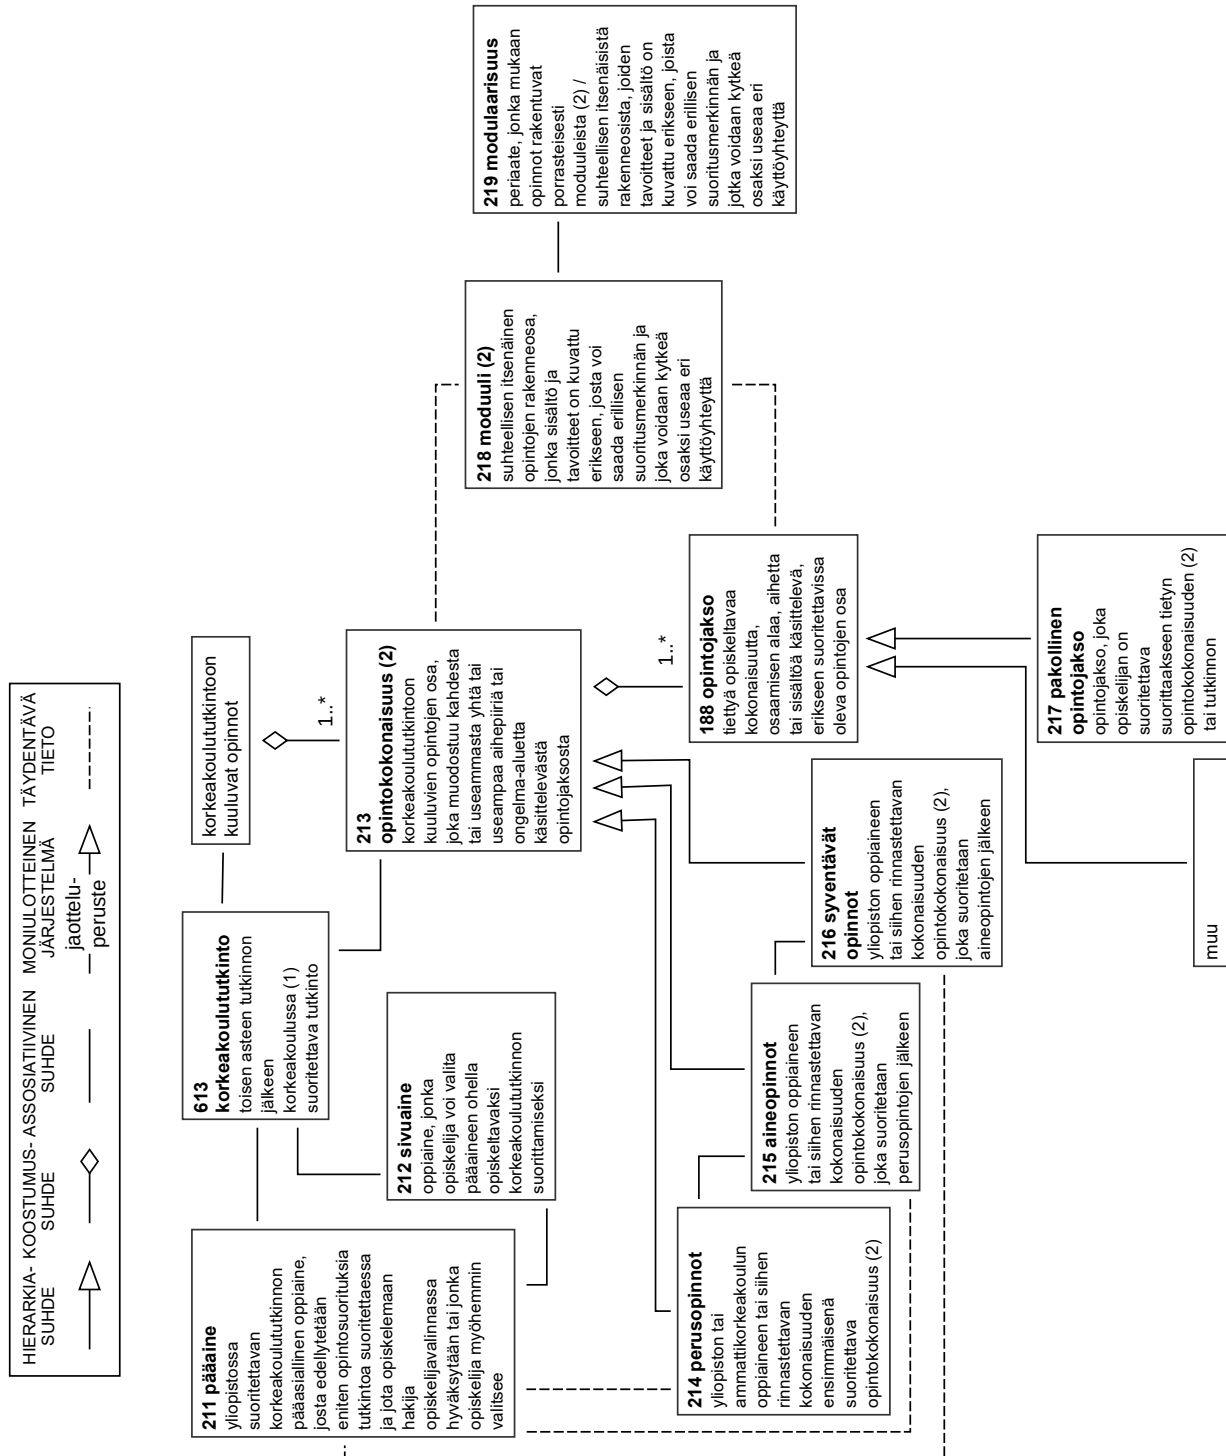 HIERARKIA-
SUHDE
KOOSTUMUS-
SUHDE
ASSOSIATIIVINEN
SUHDE
MONIULOTTEINEN
JÄRJESTELMÄ
jaottelu-
peruste
TÄYDENTÄVÄ
TIETO
211 pääaine
yliopistossa
suoritettavan
korkeakoulututkinnon
pääasiallinen oppiaine,
josta edellytetään
eniten opintosuorituksia
tutkintoa suoritettaessa
ja jota opiskelemaan
hakija
opiskelijavalinnassa
hyväksytään tai jonka
opiskelija myöhemmin
valitsee
613
korkeakoulututkinto
toisen asteen tutkinnon
jälkeen
korkeakoulussa (1)
suoritettava tutkinto
korkeakoulututkintoon
kuuluvat opinnot
1..*
212 sivuaine
oppiaine, jonka
opiskelija voi valita
pääaineen ohella
opiskeltavaksi
korkeakoulututkinnon
suorittamiseksi
213
opintokokonaisuus (2)
korkeakoulututkintoon
kuuluvien opintojen osa,
joka muodostuu kahdesta
tai useammasta yhtä tai
useampaa aihepiiriä tai
ongelma-aluetta
käsittelevästä
opintojaksosta
218 moduuli (2)
suhteellisen itsenäinen
opintojen rakenneosa,
jonka sisältö ja
tavoitteet on kuvattu
erikseen, josta voi
saada erillisen
suoritusmerkinnän ja
joka voidaan kytkeä
osaksi useaa eri
käyttöyhteyttä
219 modulaarisuus
periaate, jonka mukaan
opinnot rakentuvat
porrasteisesti
moduuleista (2) /
suhteellisen itsenäisistä
rakenneosista, joiden
tavoitteet ja sisältö on
kuvattu erikseen, joista
voi saada erillisen
suoritusmerkinnän ja
jotka voidaan kytkeä
osaksi useaa eri
käyttöyhteyttä
1..*
214 perusopinnot
yliopiston tai
ammattikorkeakoulun
oppiaineen tai siihen
rinnastettavan
kokonaisuuden
ensimmäisenä
suoritettava
opintokokonaisuus (2)
215 aineopinnot
yliopiston oppiaineen
tai siihen rinnastettavan
kokonaisuuden
opintokokonaisuus (2),
joka suoritetaan
perusopintojen jälkeen
216 syventävät
opinnot
yliopiston oppiaineen
tai siihen rinnastettavan
kokonaisuuden
opintokokonaisuus (2),
joka suoritetaan
aineopintojen jälkeen
188 opintojakso
tiettyä opiskeltavaa
kokonaisuutta,
osaamisen alaa, aihetta
tai sisältöä käsittelevä,
erikseen suoritettavissa
oleva opintojen osa
muu
217 pakollinen
opintojakso
opintojakso, joka
opiskelijan on
suoritettava
suorittaakseen tietyn
opintokokonaisuuden (2)
tai tutkinnon